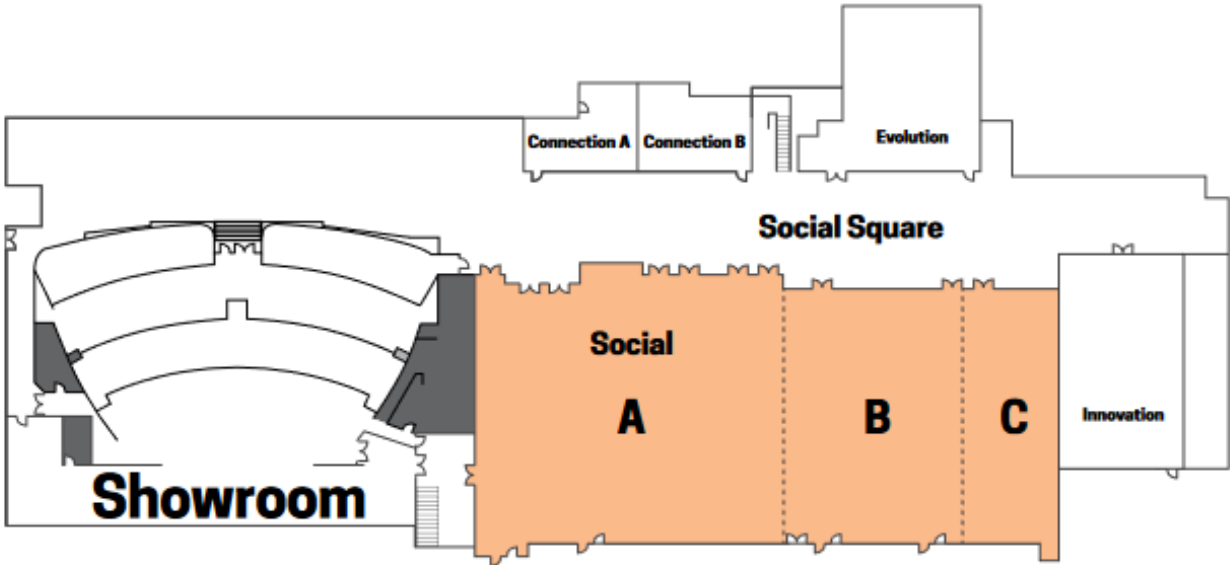 Connection A
Connection B
Evolution
Social Square
Social
A
B
C
Innovation
Showroom